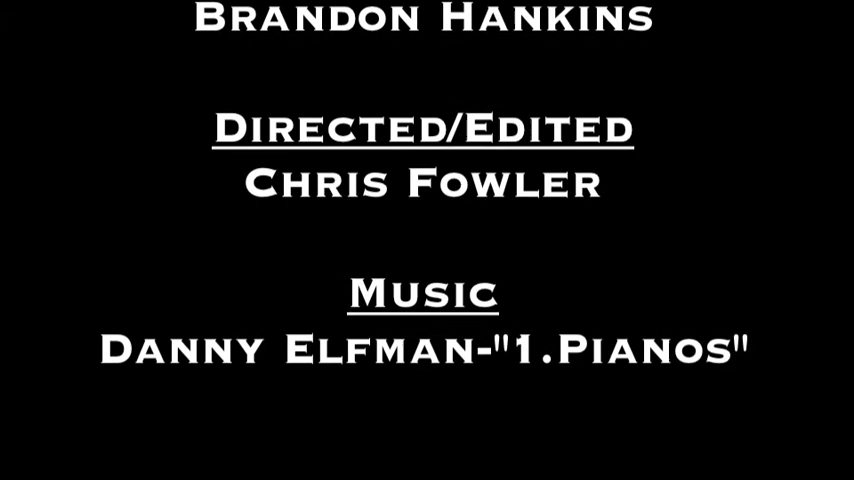 Brandon Hankins
Directed/Edited
Chris Fowler
Music
Danny Elfman-"1.Pianos"